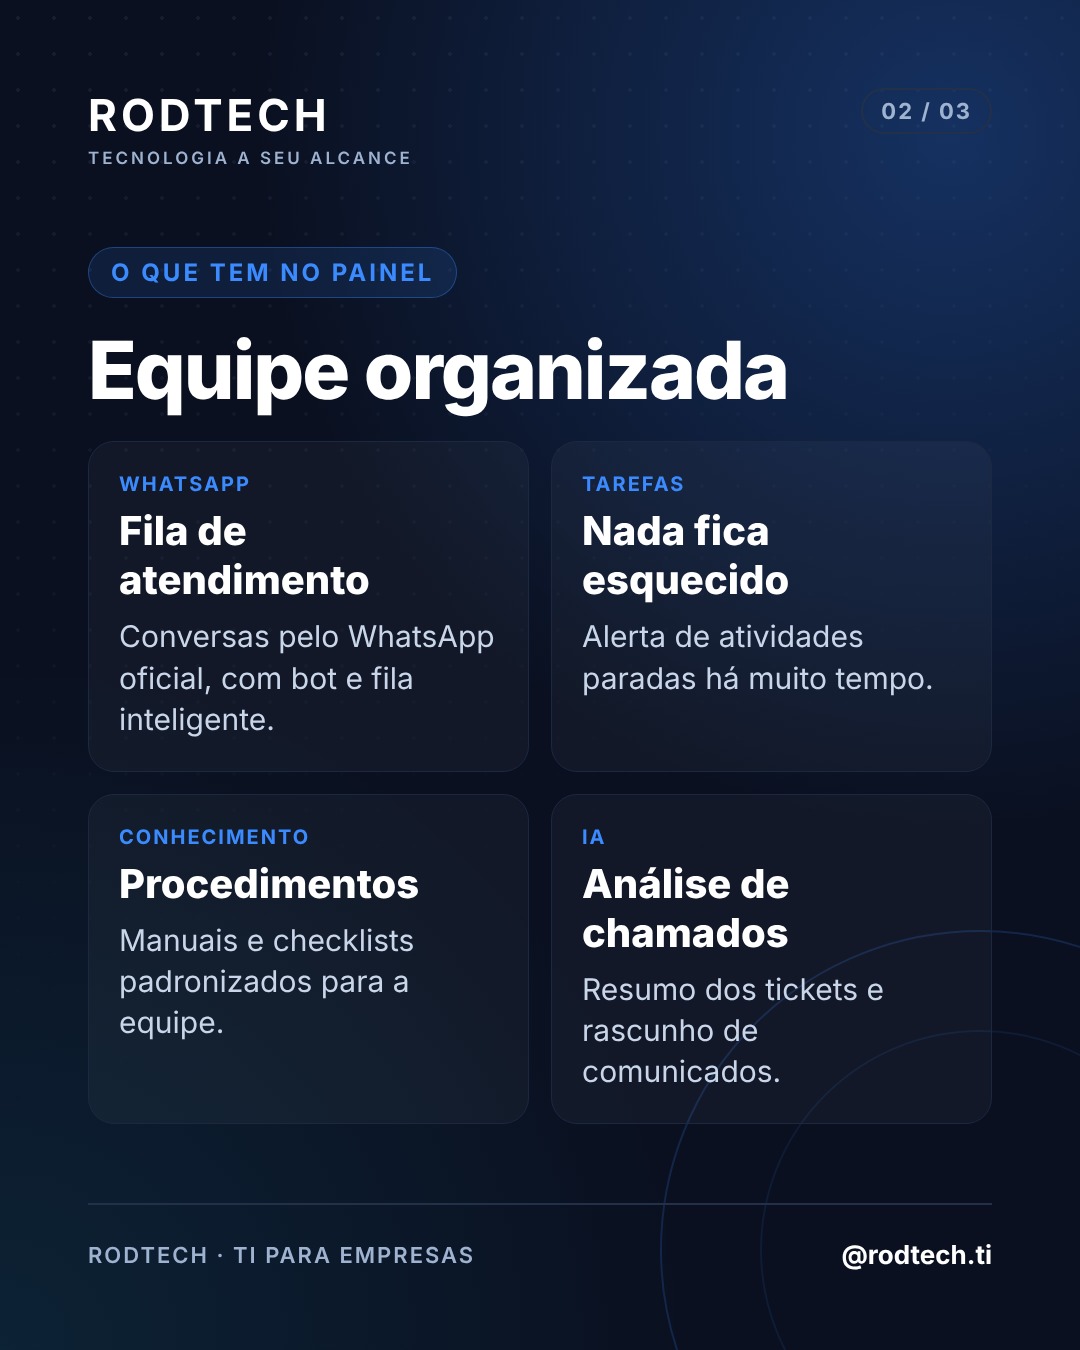 RODTECH
TECNOLOGIA A SEU ALCANCE
02 / 03
O QUE TEM NO PAINEL
Equipe organizada
WHATSAPP
Fila de
atendimento
Conversas pelo WhatsApp
oficial, com bot e fila
inteligente.
TAREFAS
Nada fica
esquecido
Alerta de atividades
paradas há muito tempo.
CONHECIMENTO
Procedimentos
Manuais e checklists
padronizados para a
equipe.
IA
Análise de
chamados
Resumo dos tickets e
rascunho de
comunicados.
RODTECH · TI PARA EMPRESAS
@rodtech.ti